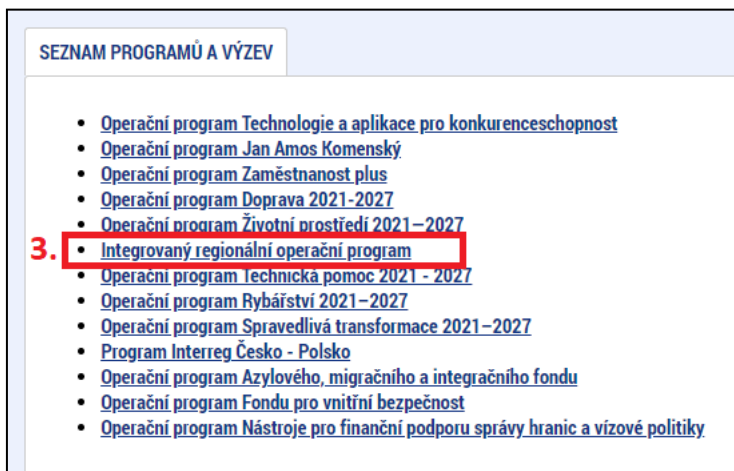 SEZNAM PROGRAMŮ A VÝZEV
Operační program Technologie a aplikace pro konkurenceschopnost
Operační program Jan Amos Komenský
Operační program Zaměstnanost plus
Operační program Doprava 2021-2027
Operační program Životní prostředí 2021–2027
3. Integrovaný regionální operační program
Operační program Technická pomoc 2021 - 2027
Operační program Rybářství 2021–2027
Operační program Spravedlivá transformace 2021–2027
Program Interreg Česko - Polsko
Operační program Azylového, migračního a integračního fondu
Operační program Fondu pro vnitřní bezpečnost
Operační program Nástroje pro finanční podporu správy hranic a vízové politiky